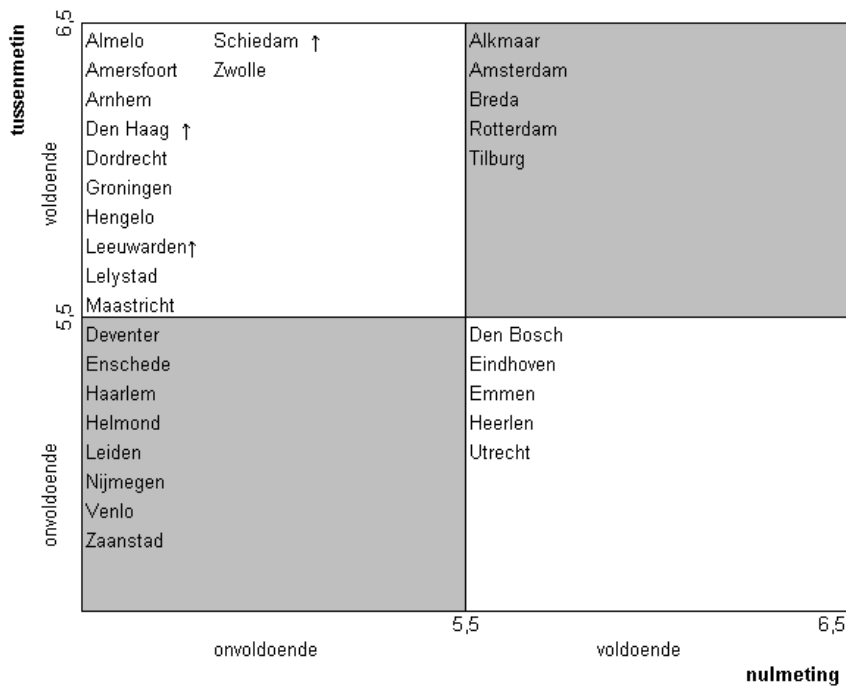 6,5
tussenmetin
voldoende
5,5
onvoldoende
Almelo Schiedam ↑
Amersfoort Zwolle
Arnhem
Den Haag ↑
Dordrecht
Groningen
Hengelo
Leeuwarden↑
Lelystad
Maastricht
Alkmaar
Amsterdam
Breda
Rotterdam
Tilburg
Deventer
Enschede
Haarlem
Helmond
Leiden
Nijmegen
Venlo
Zaanstad
Den Bosch
Eindhoven
Emmen
Heerlen
Utrecht
5,5 6,5
onvoldoende voldoende
nulmeting